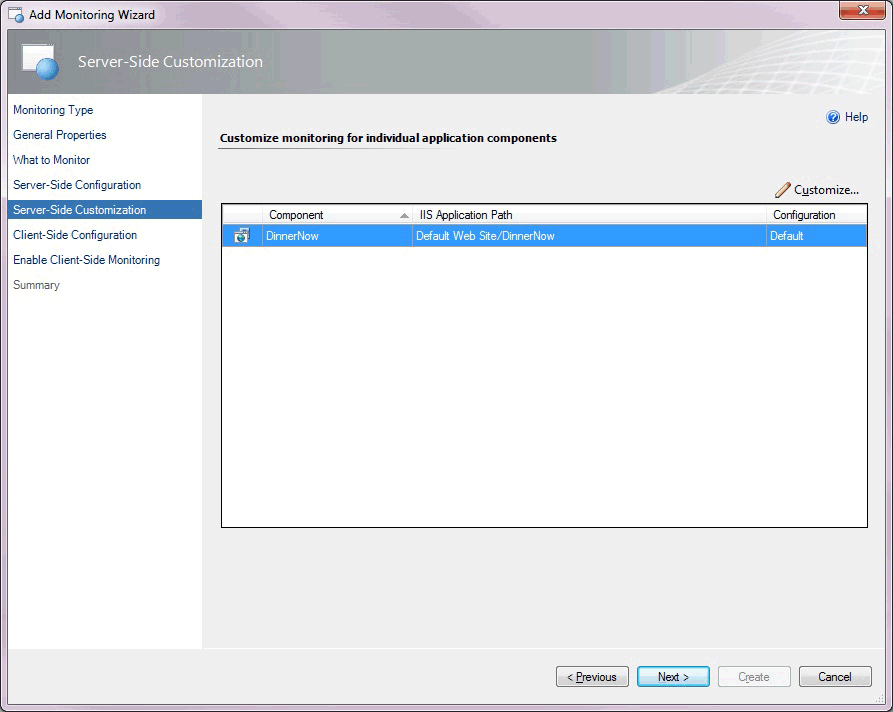 Add Monitoring Wizard
Server-Side Customization
Monitoring Type
General Properties
What to Monitor
Server-Side Configuration
Server-Side Customization
Client-Side Configuration
Enable Client-Side Monitoring
Summary
Help
Customize monitoring for individual application components
Customize...
Component IIS Application Path Configuration
DinnerNow Default Web Site/DinnerNow Default
< Previous Next > Create Cancel